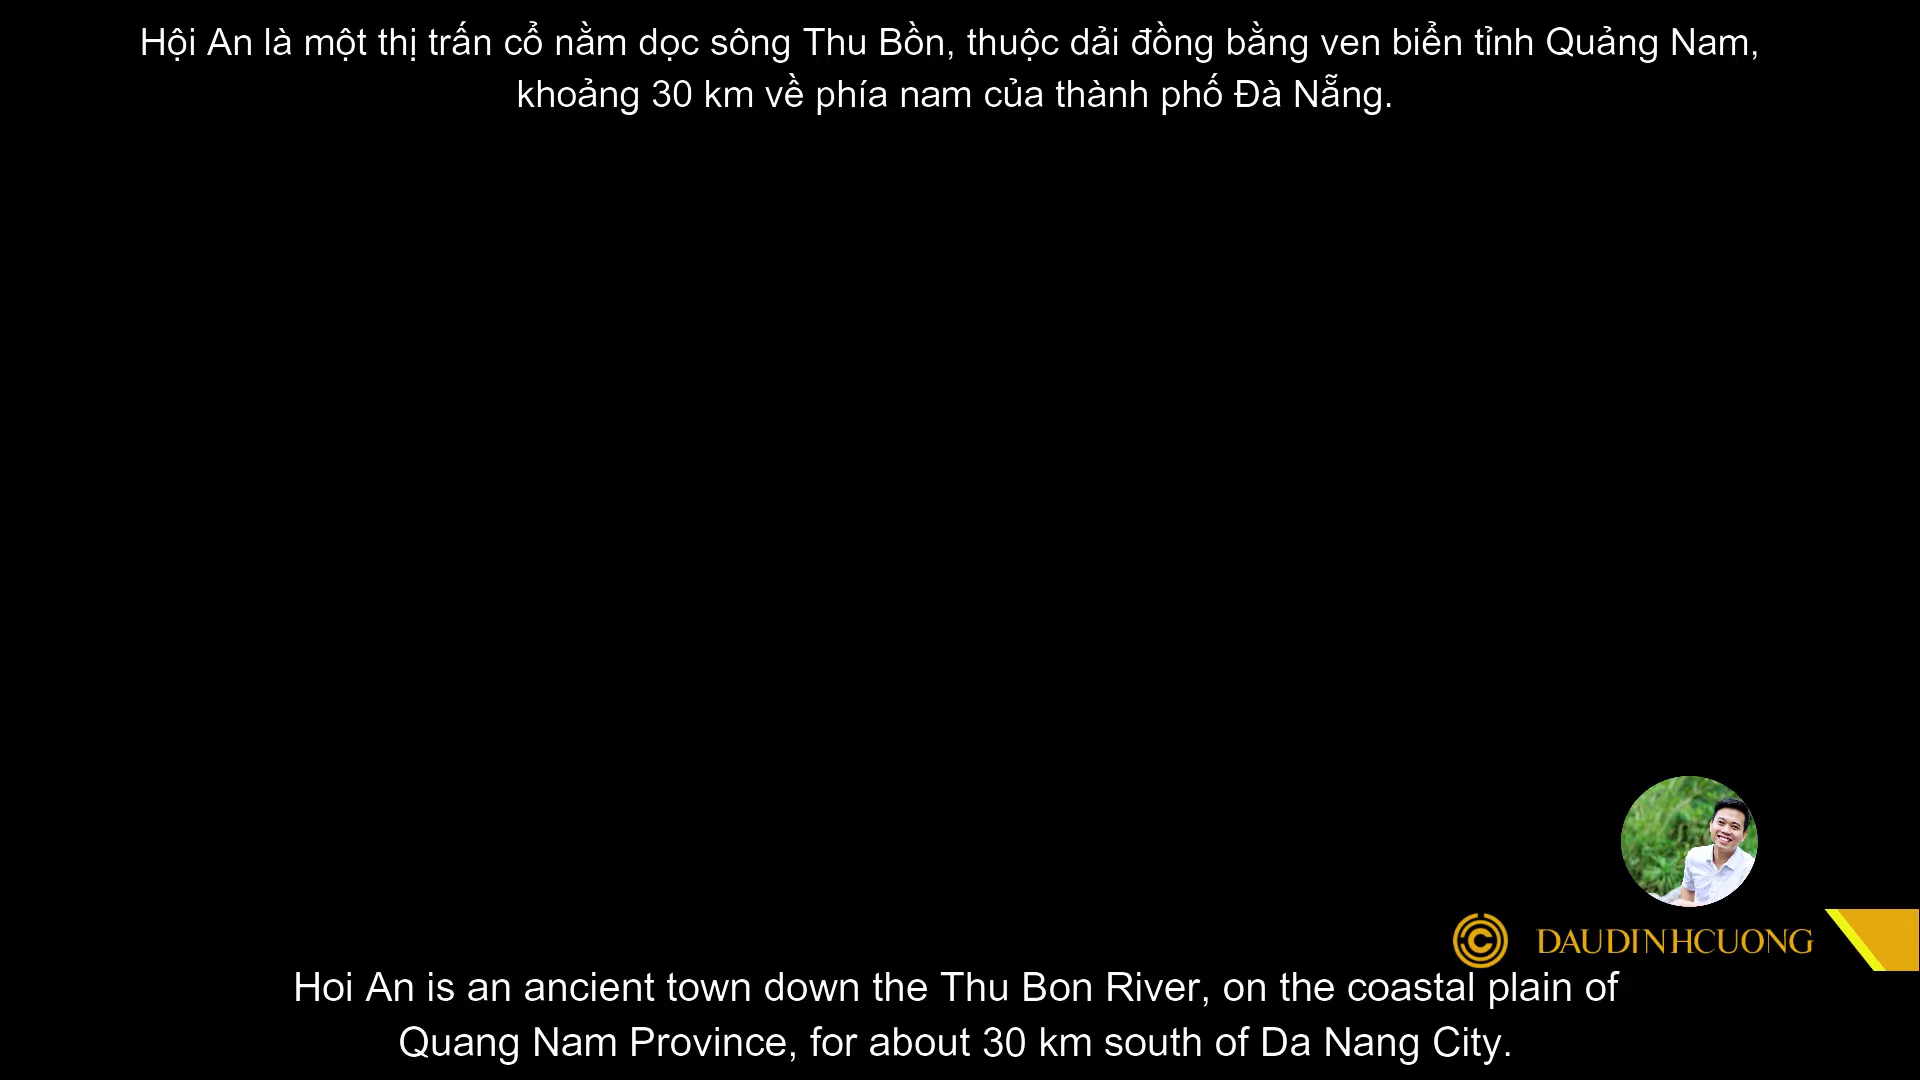 Hội An là một thị trấn cổ nằm dọc sông Thu Bồn, thuộc dải đồng bằng ven biển tỉnh Quảng Nam,
khoảng 30 km về phía nam của thành phố Đà Nẵng.
DAUDINHCUONG
Hoi An is an ancient town down the Thu Bon River, on the coastal plain of
Quang Nam Province, for about 30 km south of Da Nang City.